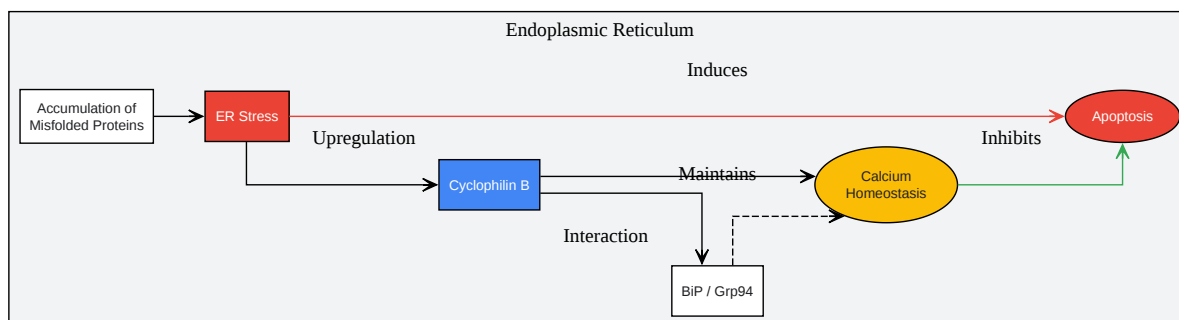 Endoplasmic Reticulum
Induces
Accumulation of
Misfolded Proteins
ER Stress
Apoptosis
Upregulation
Inhibits
Cyclophilin B
Maintains
Calcium
Homeostasis
Interaction
BiP / Grp94